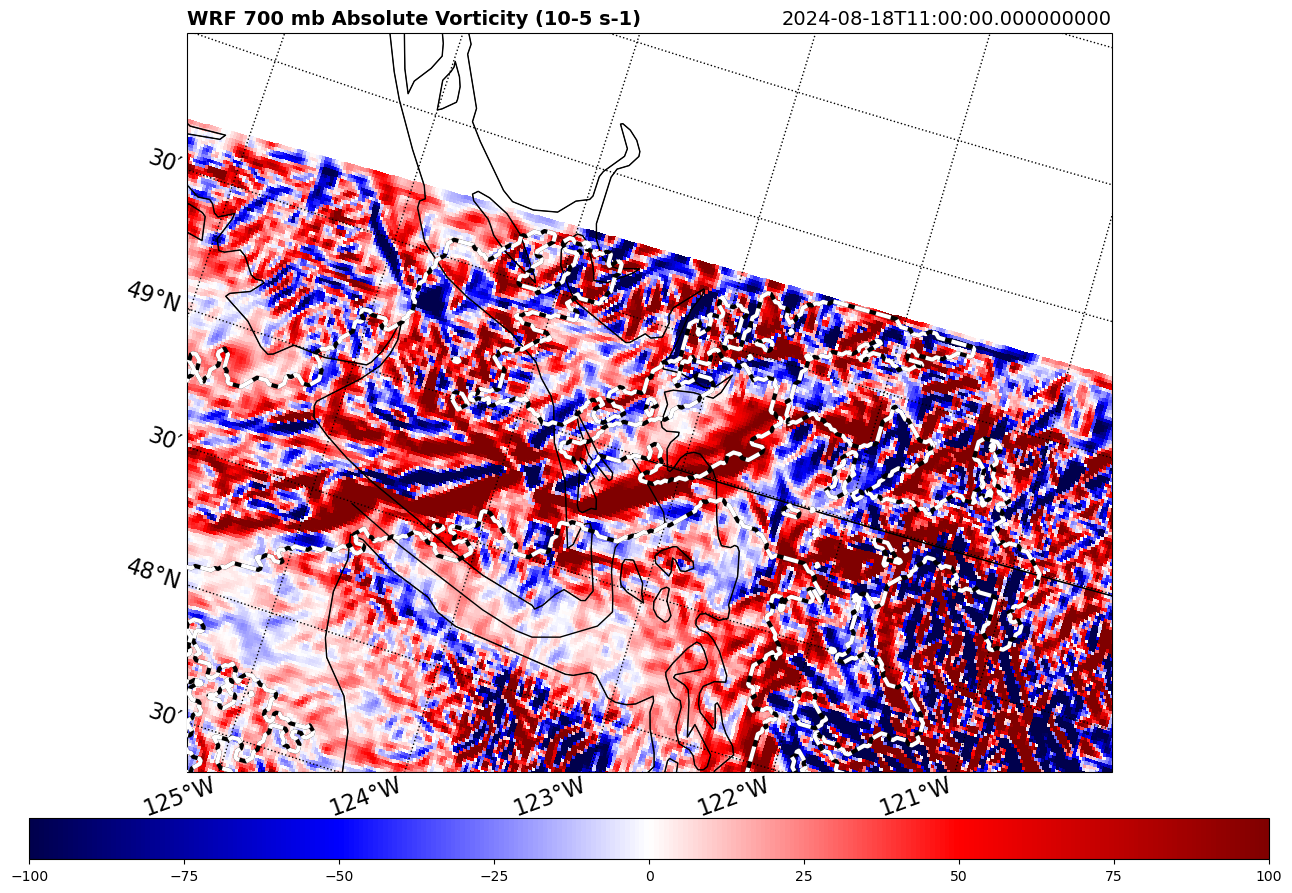 WRF 700 mb Absolute Vorticity (10-5 s-1) 2024-08-18T11:00:00.000000000
30′
49°N
30′
48°N
30′
125°W 124°W 123°W 122°W 121°W
−100 −75 −50 −25 0 25 50 75 100